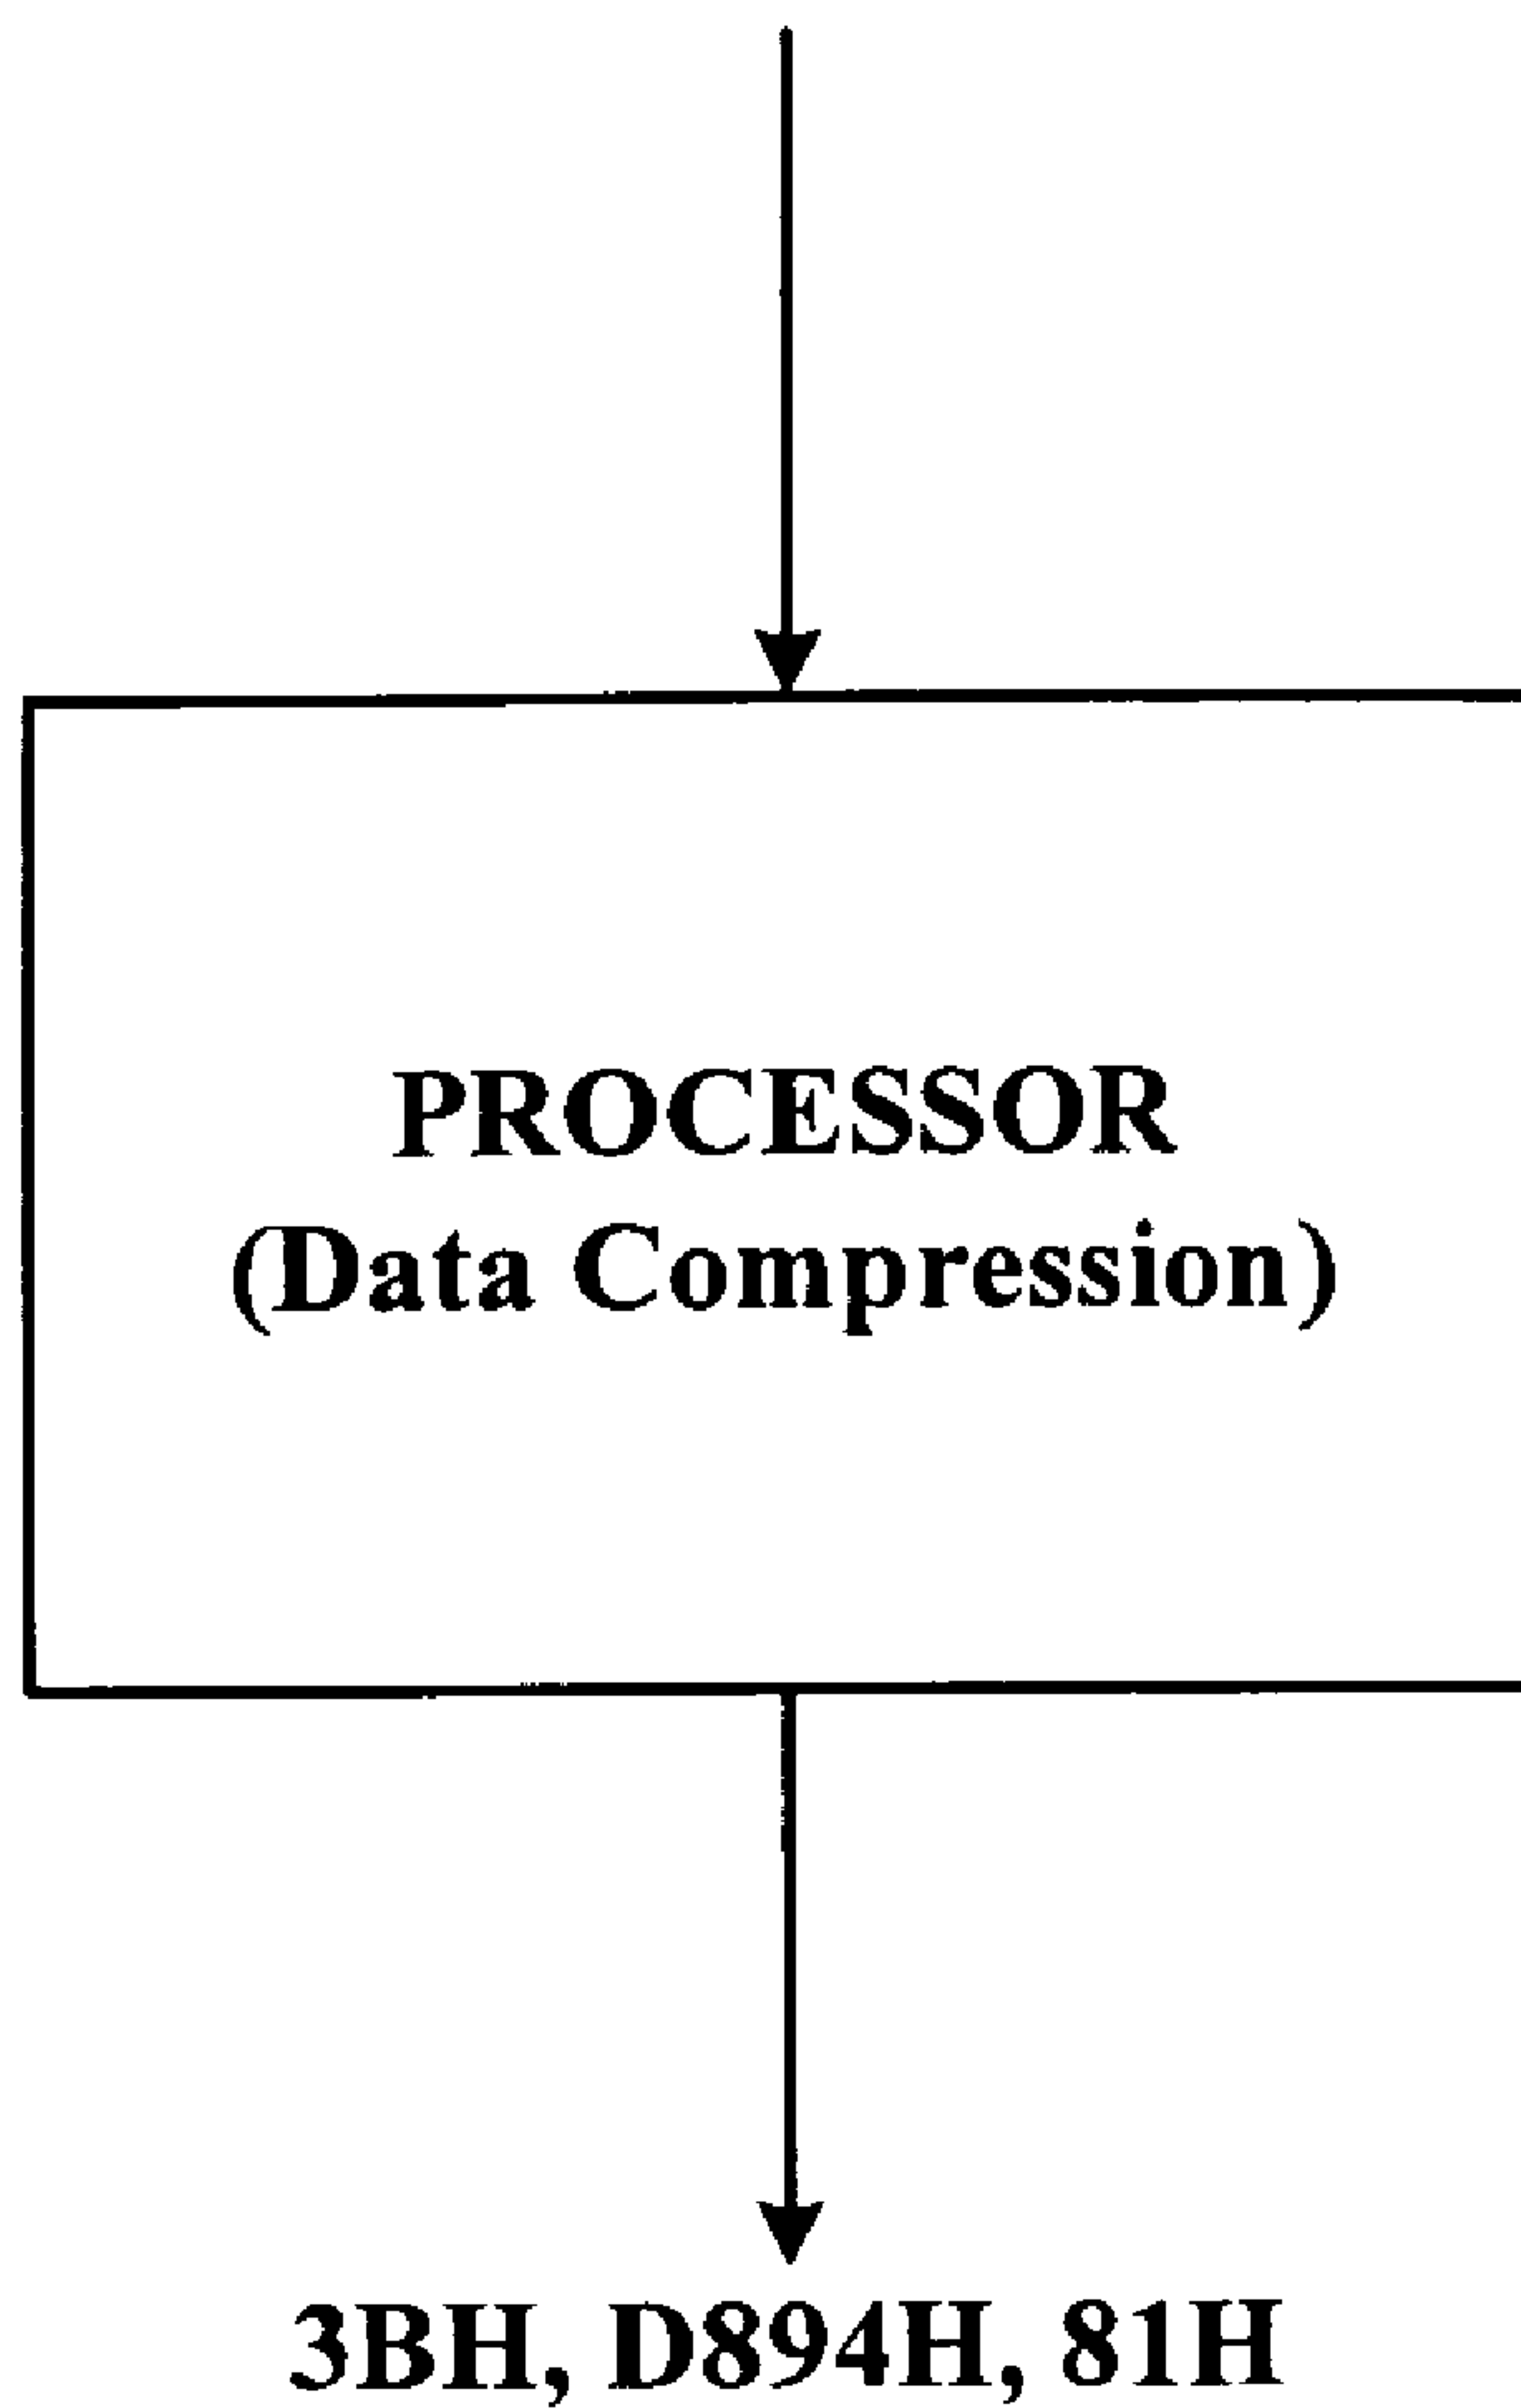 PROCESSOR
(Data Compression)
3BH, D894H, 81H